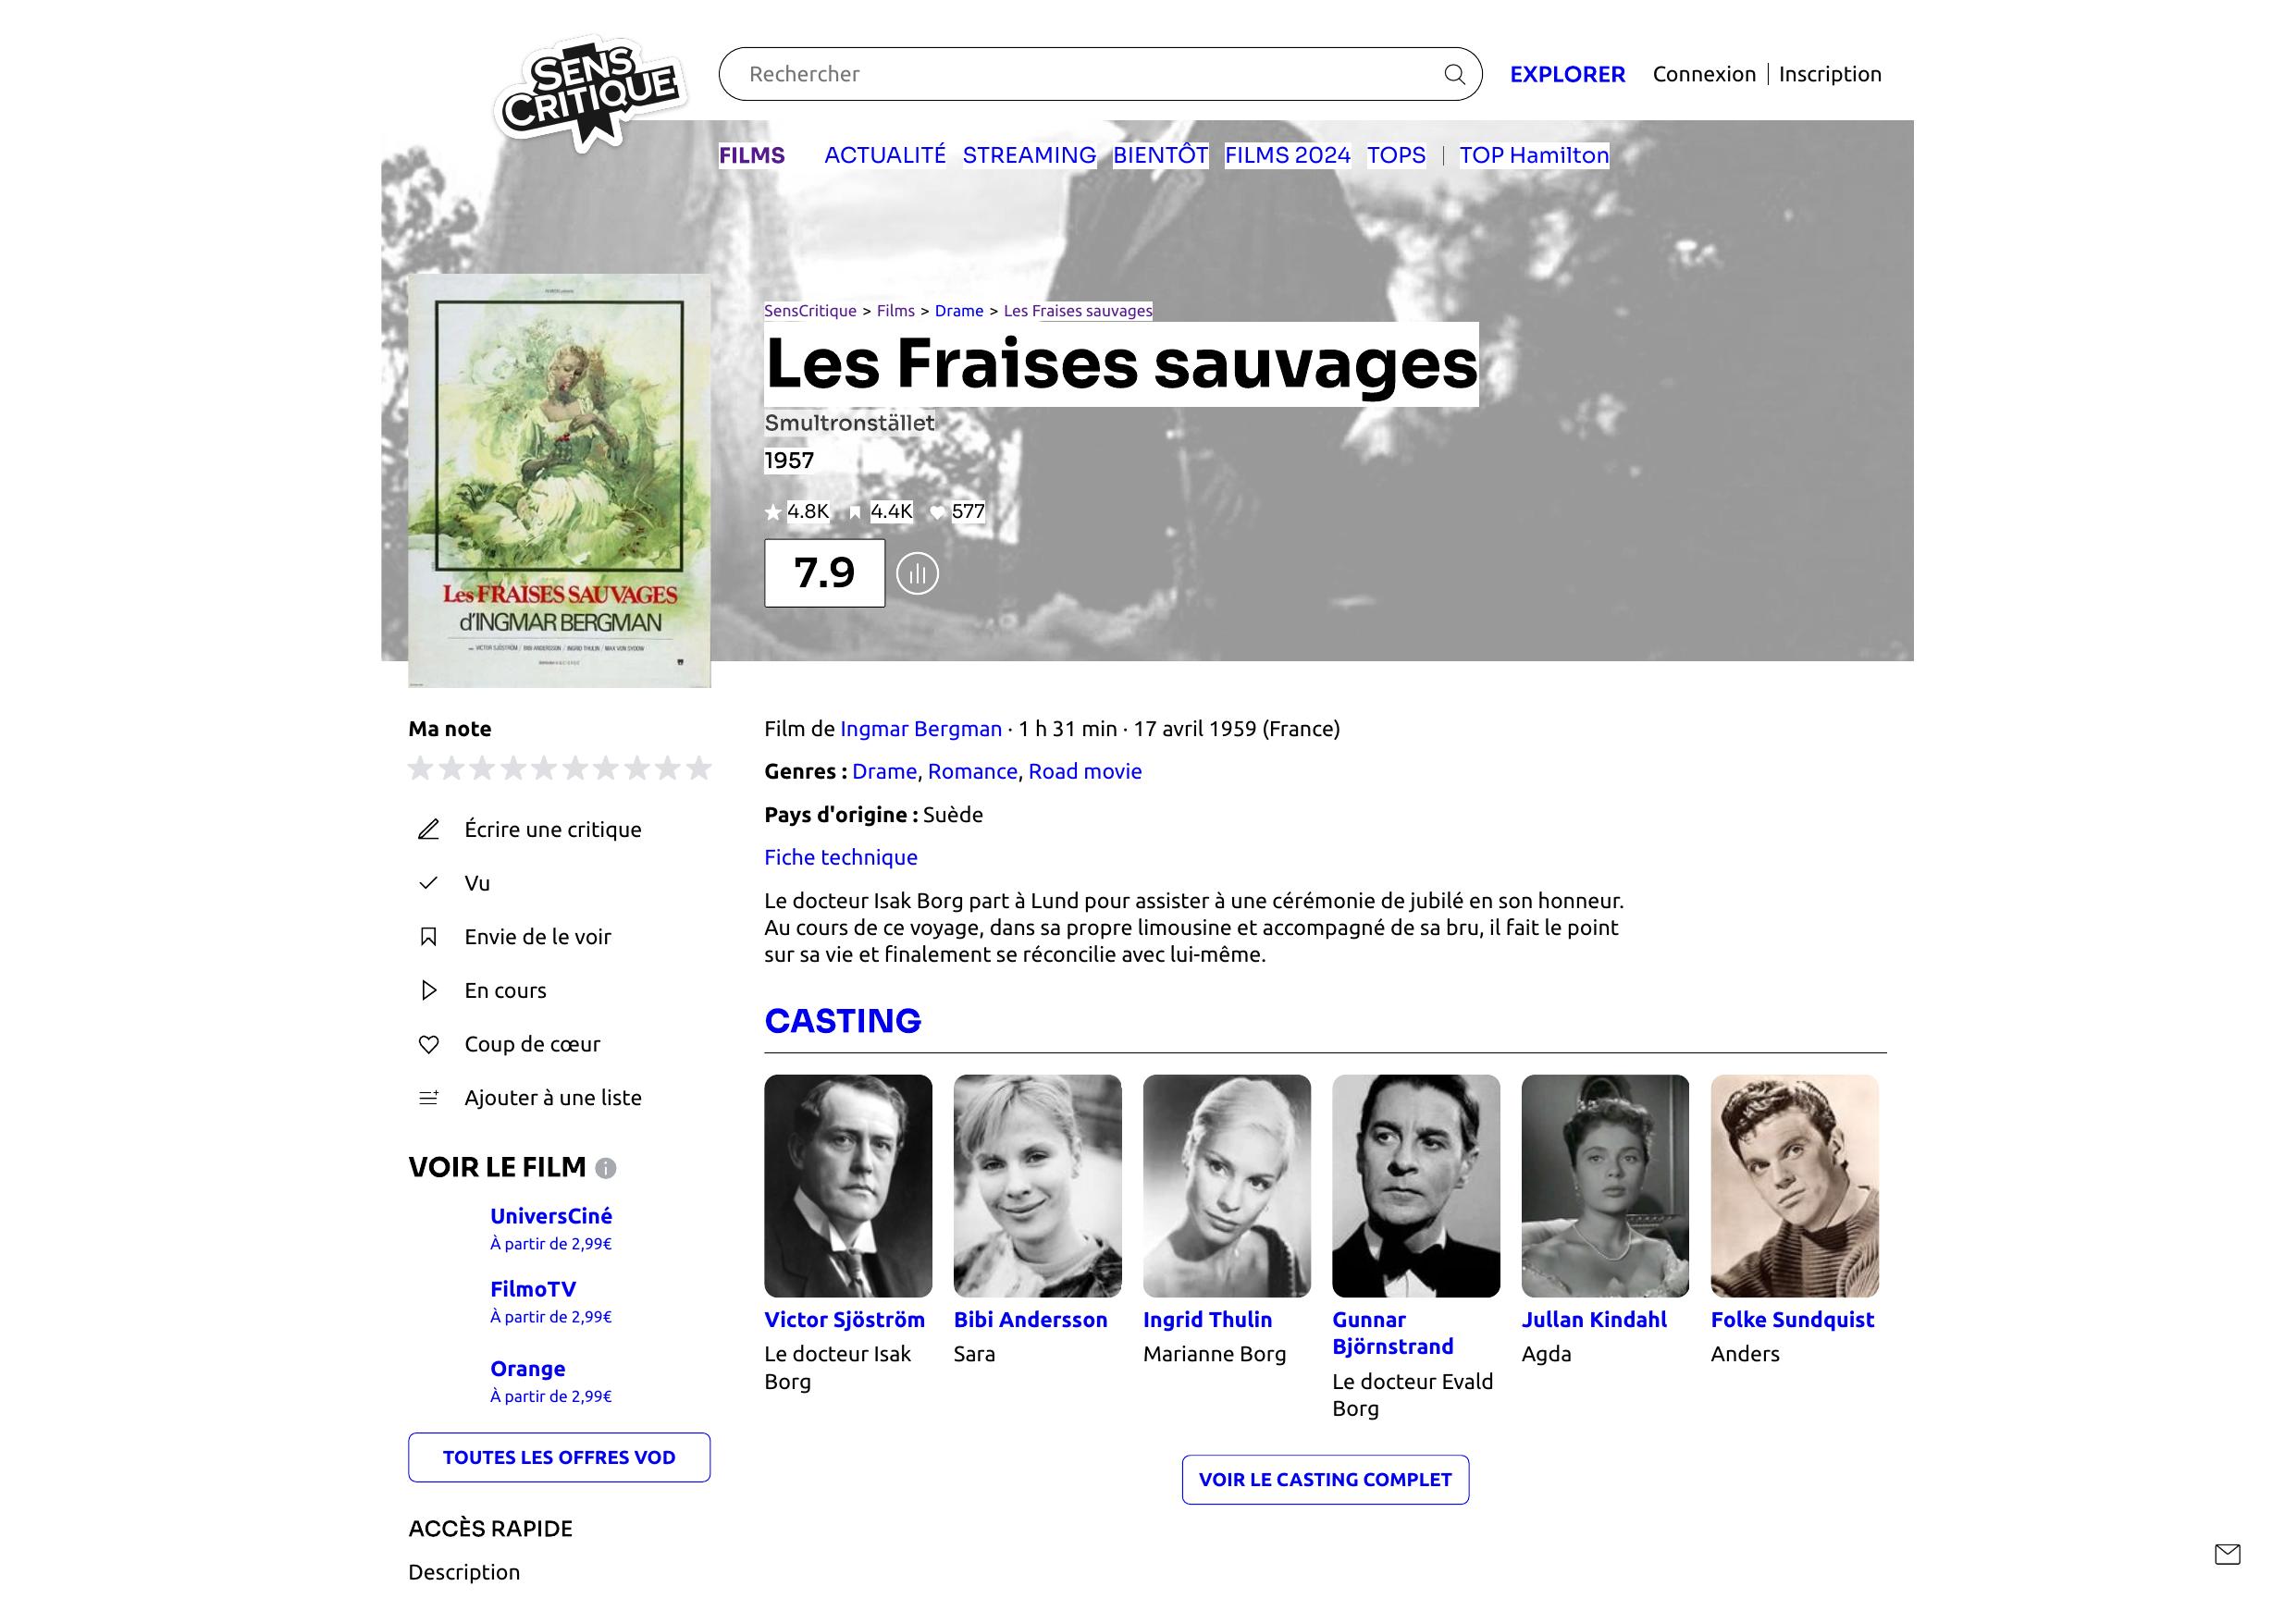 SENS
CRITIQUE
Rechercher
EXPLORER
Connexion | Inscription
FILMS ACTUALITÉ STREAMING BIENTÔT FILMS 2024 TOPS | TOP Hamilton
SensCritique > Films > Drame > Les Fraises sauvages
Les Fraises sauvages
Smultronstället
1957
4.8K 4.4K 577
7.9
Les FRAISES SAUVAGES
d'INGMAR BERGMAN
VICTOR SJÖSTRÖM / BIBI ANDERSSON / INGRID THULIN / MAX VON SYDOW
Ma note
Écrire une critique
Vu
Envie de le voir
En cours
Coup de cœur
Ajouter à une liste
VOIR LE FILM
UniversCiné
À partir de 2,99€
FilmoTV
À partir de 2,99€
Orange
À partir de 2,99€
TOUTES LES OFFRES VOD
ACCÈS RAPIDE
Description
Film de Ingmar Bergman · 1 h 31 min · 17 avril 1959 (France)
Genres : Drame, Romance, Road movie
Pays d'origine : Suède
Fiche technique
Le docteur Isak Borg part à Lund pour assister à une cérémonie de jubilé en son honneur.
Au cours de ce voyage, dans sa propre limousine et accompagné de sa bru, il fait le point
sur sa vie et finalement se réconcilie avec lui-même.
CASTING
Victor Sjöström
Le docteur Isak
Borg
Bibi Andersson
Sara
Ingrid Thulin
Marianne Borg
Gunnar
Björnstrand
Le docteur Evald
Borg
Jullan Kindahl
Agda
Folke Sundquist
Anders
VOIR LE CASTING COMPLET